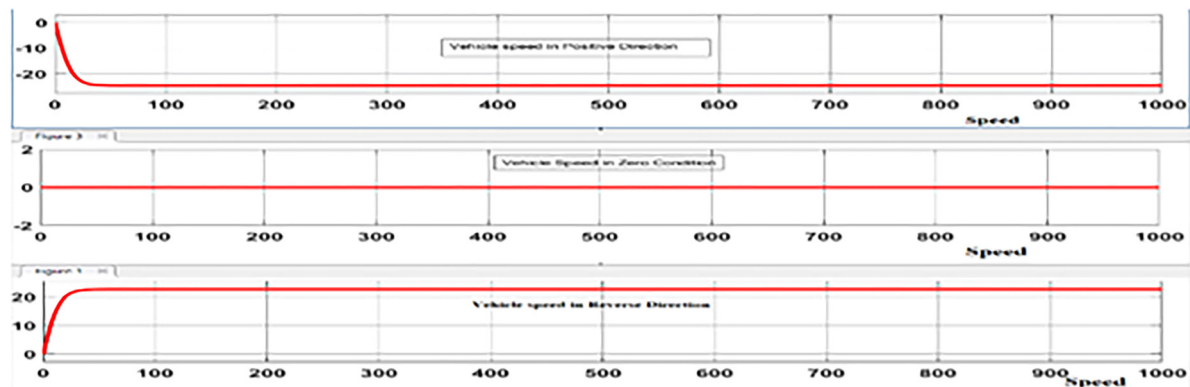 0
-10
-20
Vehicle speed in Positive Direction
0 100 200 300 400 500 600 700 800 900 1000
Speed
Figure 3
2
0
-2
Vehicle Speed in Zero Condition
0 100 200 300 400 500 600 700 800 900 1000
Speed
Figure 1
20
10
0
Vehicle speed in Reverse Direction
0 100 200 300 400 500 600 700 800 900 1000
Speed